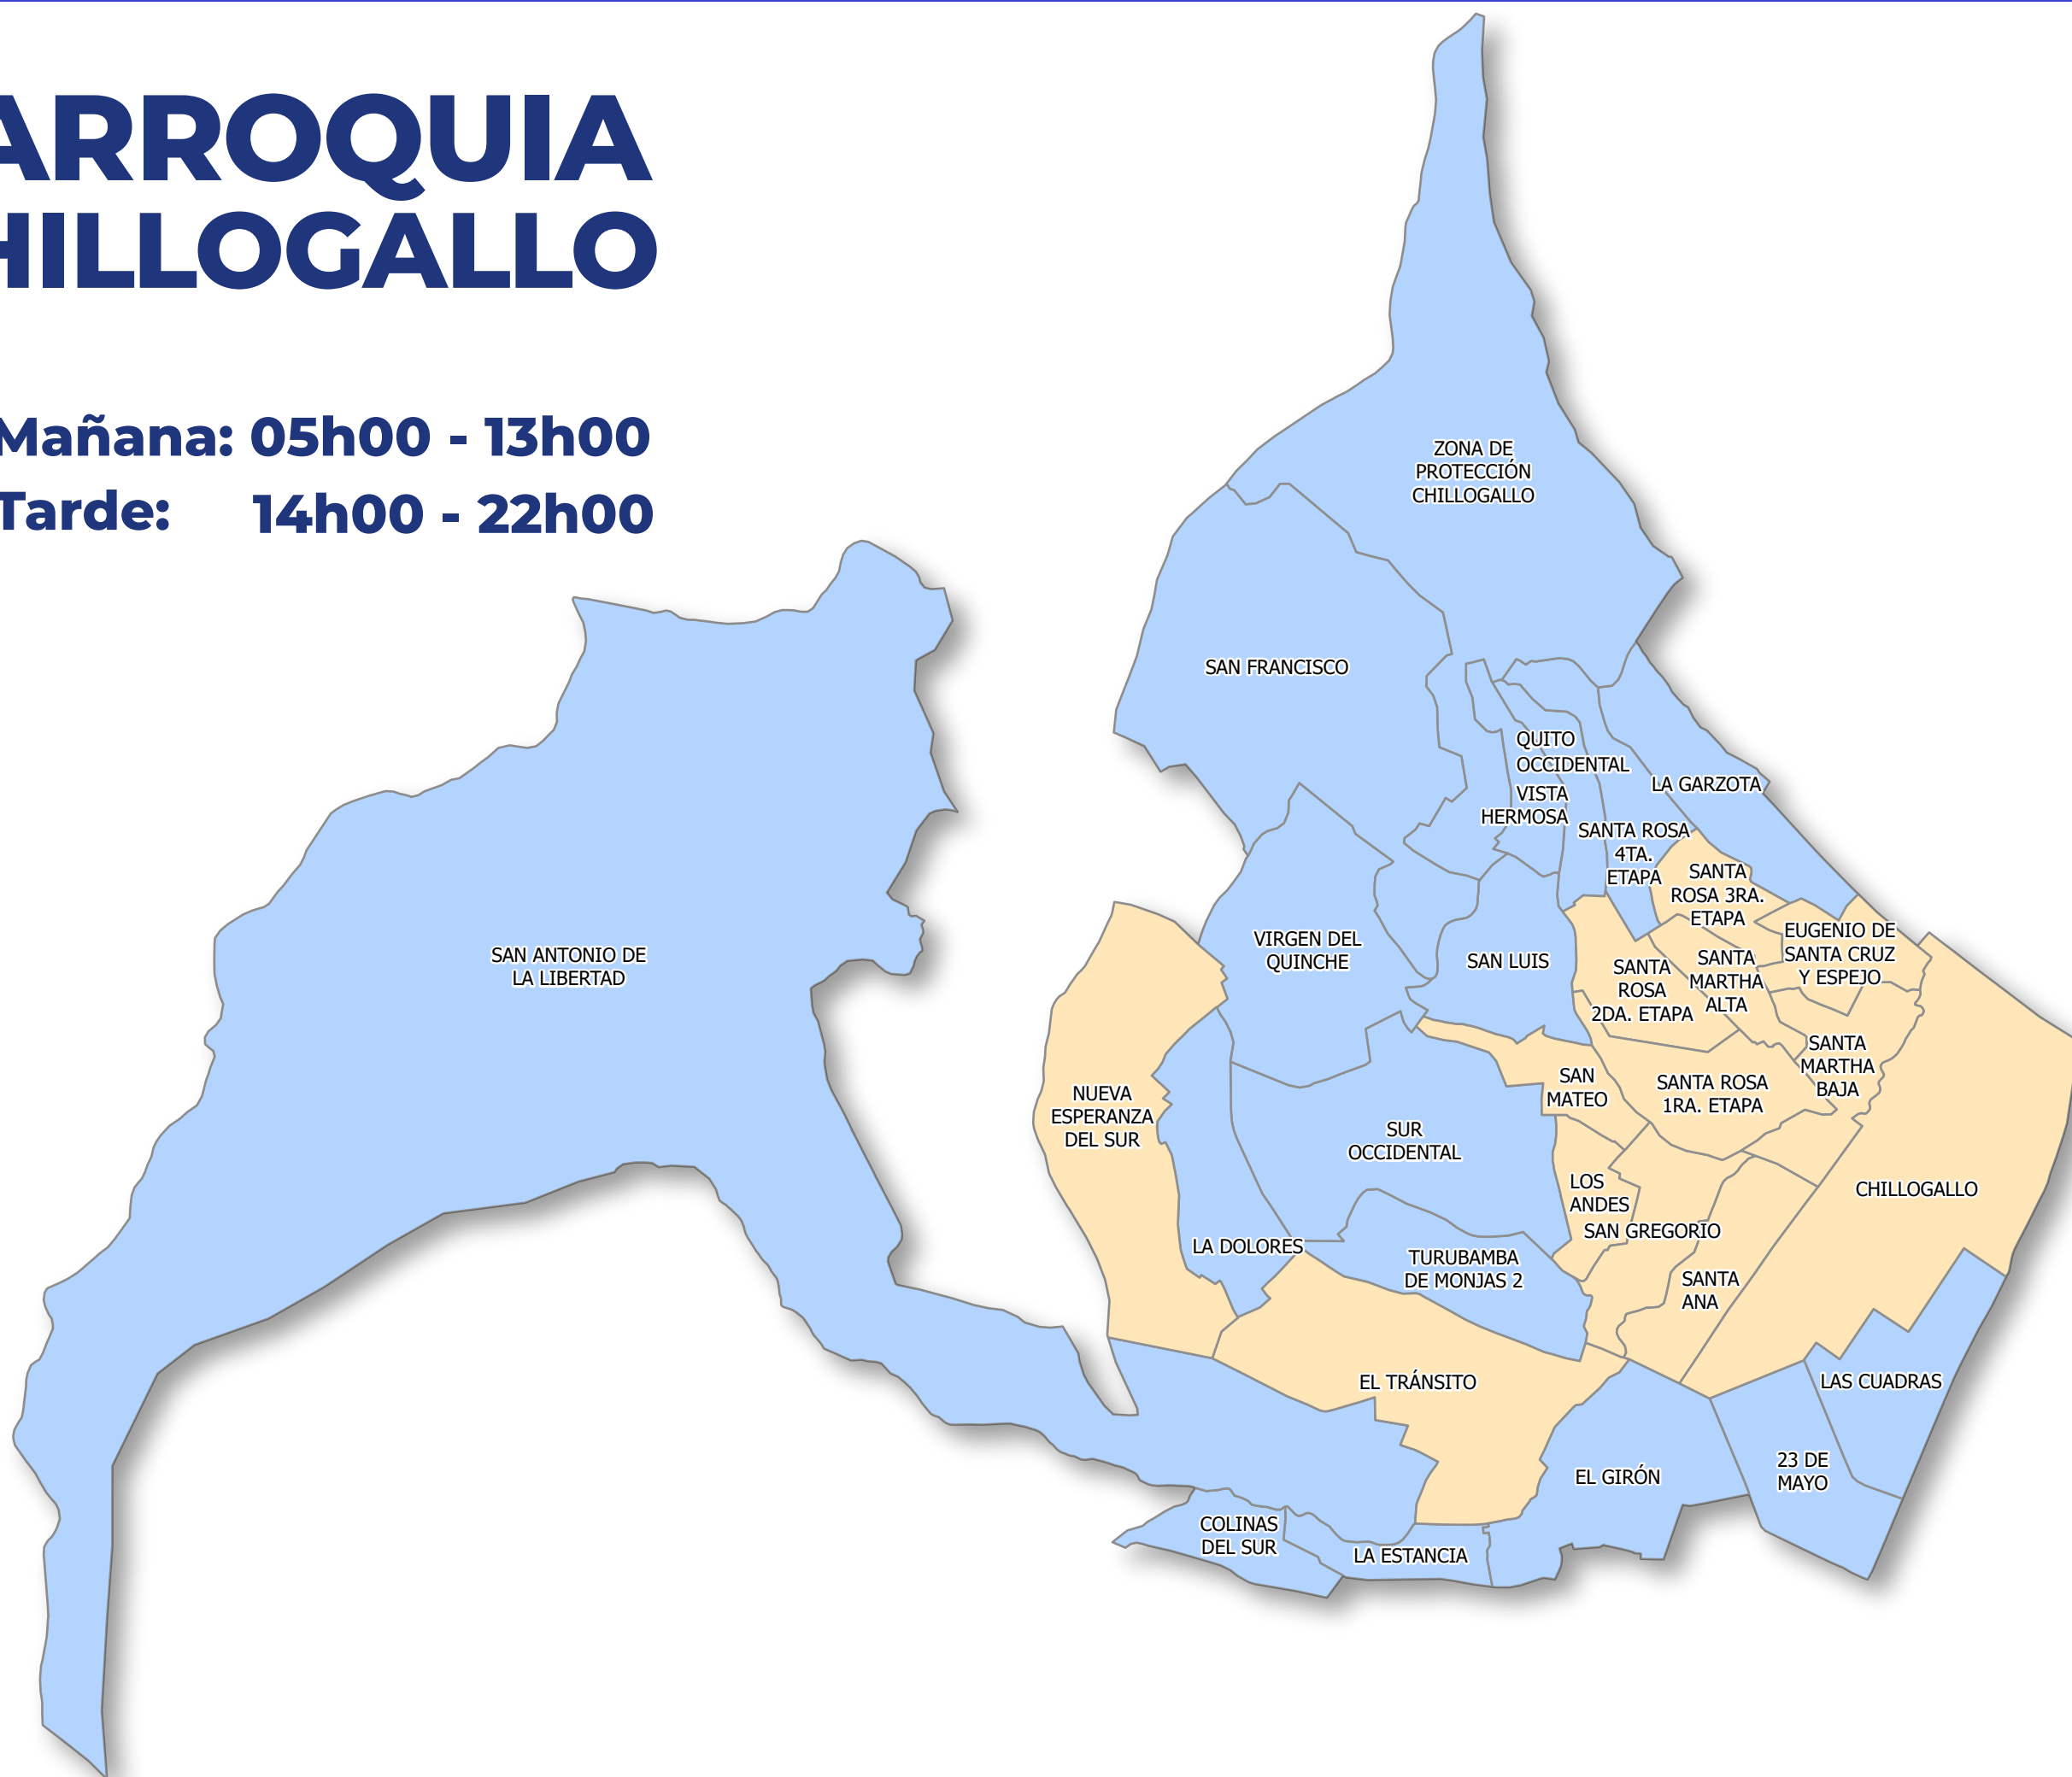 ARROQUIA
HILLOGALLO
Mañana: 05h00 - 13h00
Tarde: 14h00 - 22h00
ZONA DE
PROTECCIÓN
CHILLOGALLO
SAN FRANCISCO
QUITO
OCCIDENTAL
LA GARZOTA
VISTA
HERMOSA
SANTA ROSA
4TA.
ETAPA
SANTA
ROSA 3RA.
ETAPA
SAN ANTONIO DE
LA LIBERTAD
VIRGEN DEL
QUINCHE
SAN LUIS
SANTA
ROSA
2DA. ETAPA
SANTA
MARTHA
ALTA
EUGENIO DE
SANTA CRUZ
Y ESPEJO
NUEVA
ESPERANZA
DEL SUR
SAN
MATEO
SANTA ROSA
1RA. ETAPA
SANTA
MARTHA
BAJA
SUR
OCCIDENTAL
LOS
ANDES
CHILLOGALLO
LA DOLORES
SAN GREGORIO
TURUBAMBA
DE MONJAS 2
SANTA
ANA
EL TRÁNSITO
LAS CUADRAS
EL GIRÓN
23 DE
MAYO
COLINAS
DEL SUR
LA ESTANCIA